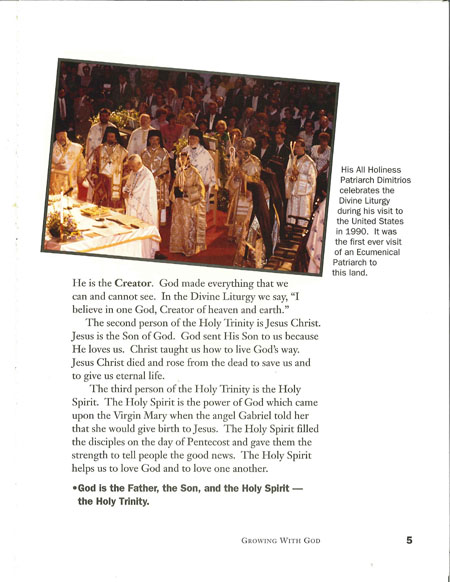 His All Holiness
Patriarch Dimitrios
celebrates the
Divine Liturgy
during his visit to
the United States
in 1990. It was
the first ever visit
of an Ecumenical
Patriarch to
this land.
He is the Creator. God made everything that we
can and cannot see. In the Divine Liturgy we say, “I
believe in one God, Creator of heaven and earth.”
The second person of the Holy Trinity is Jesus Christ.
Jesus is the Son of God. God sent His Son to us because
He loves us. Christ taught us how to live God’s way.
Jesus Christ died and rose from the dead to save us and
to give us eternal life.
The third person of the Holy Trinity is the Holy
Spirit. The Holy Spirit is the power of God which came
upon the Virgin Mary when the angel Gabriel told her
that she would give birth to Jesus. The Holy Spirit filled
the disciples on the day of Pentecost and gave them the
strength to tell people the good news. The Holy Spirit
helps us to love God and to love one another.
•God is the Father, the Son, and the Holy Spirit —
the Holy Trinity.
Growing With God 5